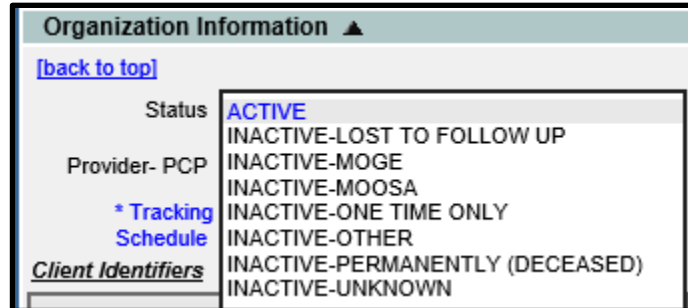 Organization Information ▲
[back to top]
Status
ACTIVE
INACTIVE-LOST TO FOLLOW UP
INACTIVE-MOGE
INACTIVE-MOOSA
INACTIVE-ONE TIME ONLY
INACTIVE-OTHER
INACTIVE-PERMANENTLY (DECEASED)
INACTIVE-UNKNOWN
Provider- PCP
* Tracking
Schedule
Client Identifiers